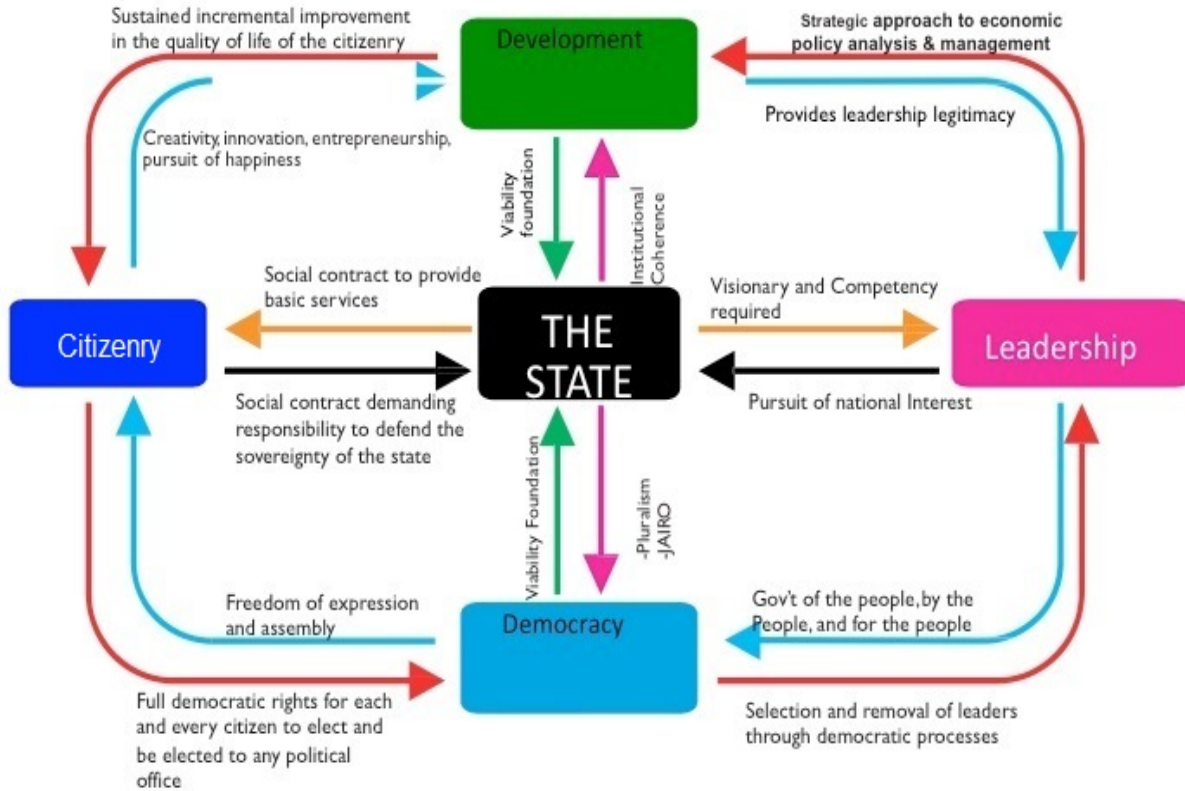 Sustained incremental improvement
in the quality of life of the citizenry
Development
Strategic approach to economic
policy analysis & management
Creativity, innovation, entrepreneurship,
pursuit of happiness
Provides leadership legitimacy
Viability
foundation
Institutional
Coherence
Social contract to provide
basic services
Visionary and Competency
required
Citizenry
THE
STATE
Leadership
Social contract demanding
responsibility to defend the
sovereignty of the state
Pursuit of national Interest
Viability Foundation
-Pluralism
-JAIRO
Freedom of expression
and assembly
Democracy
Gov't of the people, by the
People, and for the people
Full democratic rights for each
and every citizen to elect and
be elected to any political
office
Selection and removal of leaders
through democratic processes